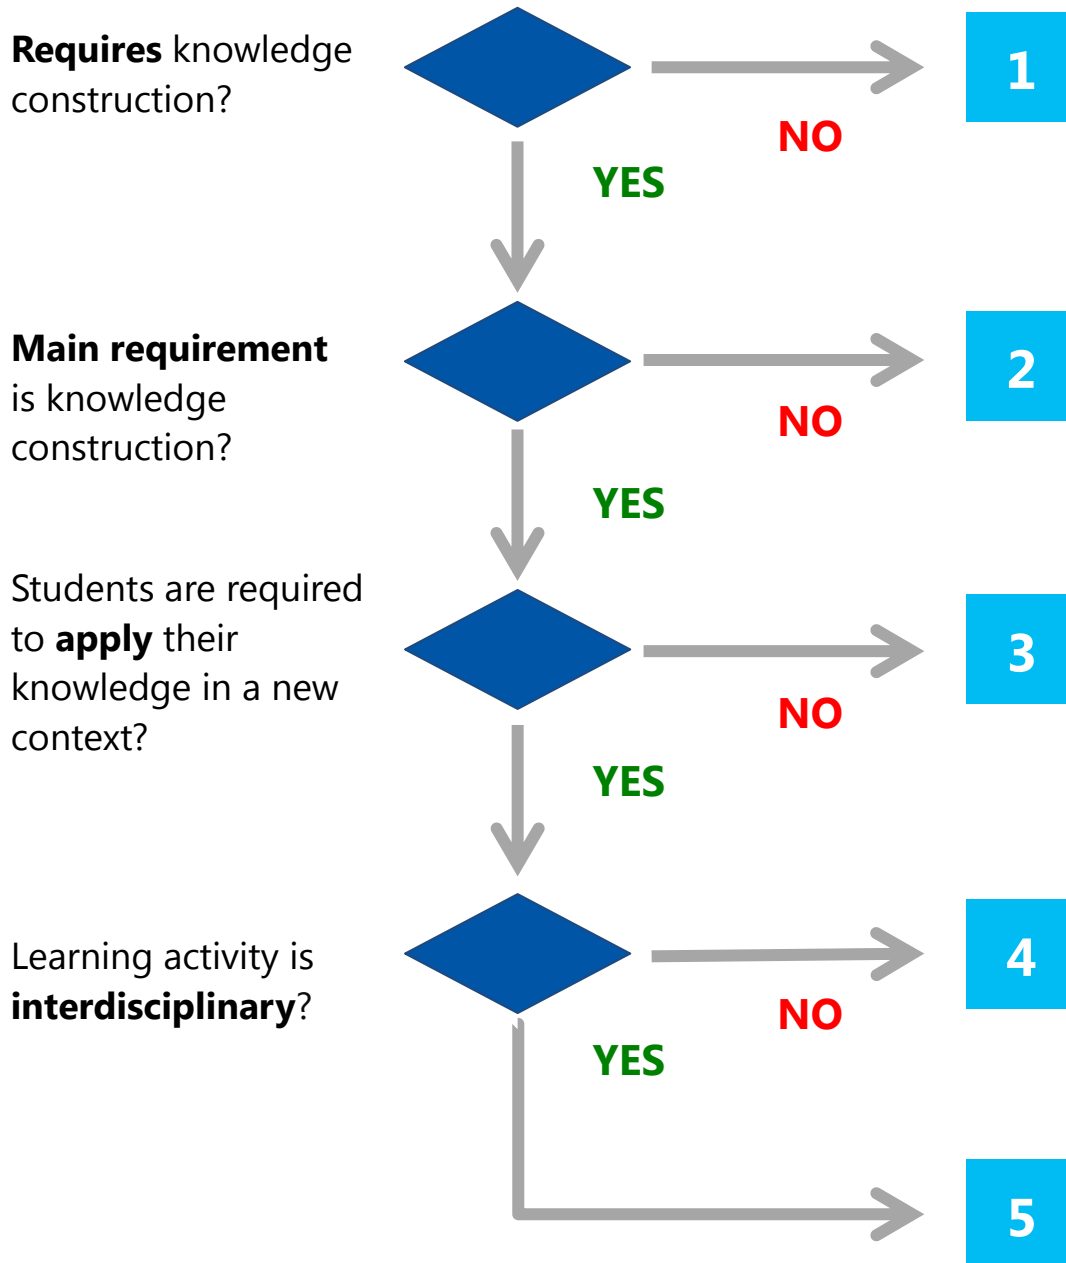 Requires knowledge
construction?
1
NO
YES
Main requirement
is knowledge
construction?
2
NO
YES
Students are required
to apply their
knowledge in a new
context?
3
NO
YES
Learning activity is
interdisciplinary?
4
NO
YES
5